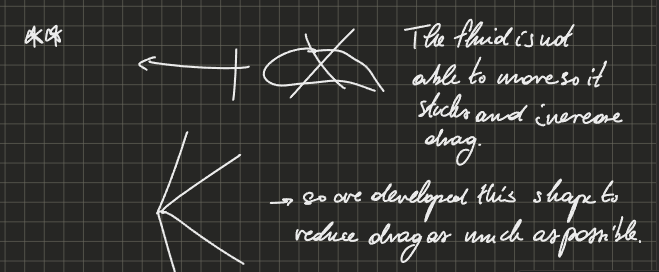 **
The fluid is not
able to move so it
sticks and increase
drag.
→ so we developed this shape to
reduce drag as much as possible.